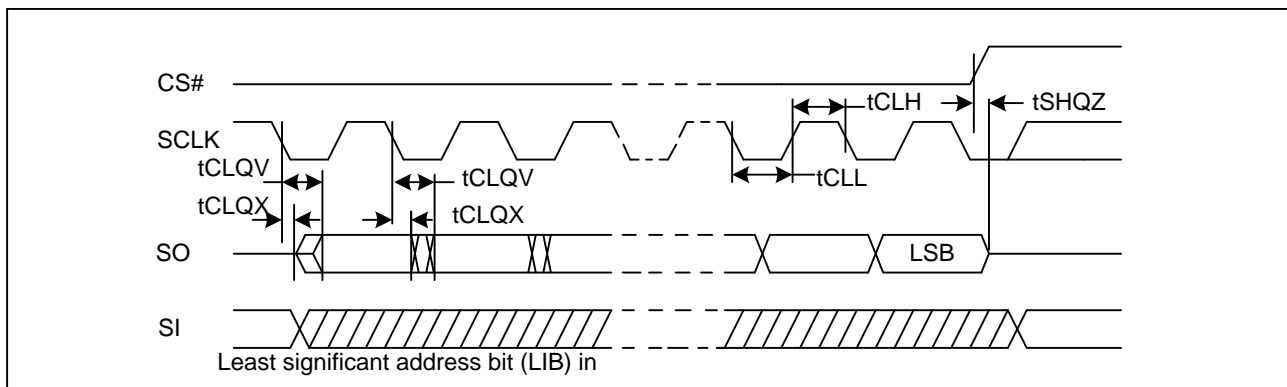 CS#
tCLH
tSHQZ
SCLK
tCLQV
tCLQV
tCLL
tCLQX
tCLQX
SO
LSB
SI
Least significant address bit (LIB) in